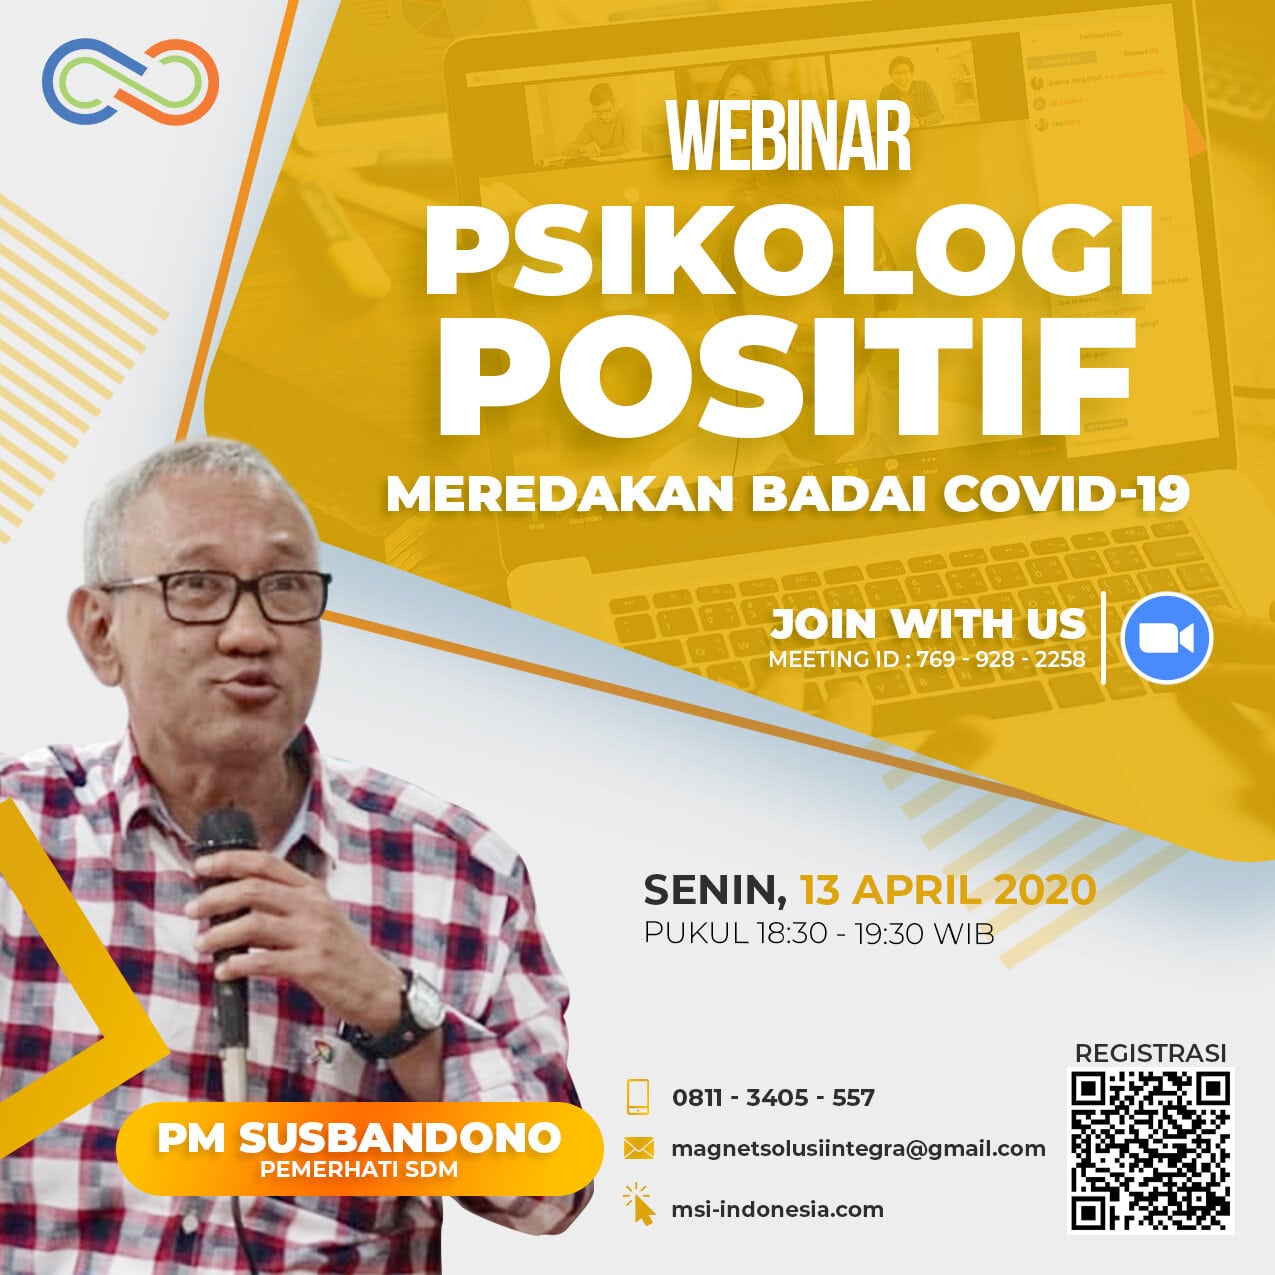 WEBINAR
PSIKOLOGI
POSITIF
MEREDAKAN BADAI COVID-19
JOIN WITH US
MEETING ID : 769 - 928 - 2258
SENIN, 13 APRIL 2020
PUKUL 18:30 - 19:30 WIB
PM SUSBANDONO
PEMERHATI SDM
0811 - 3405 - 557
magnetsolusiintegra@gmail.com
msi-indonesia.com
REGISTRASI